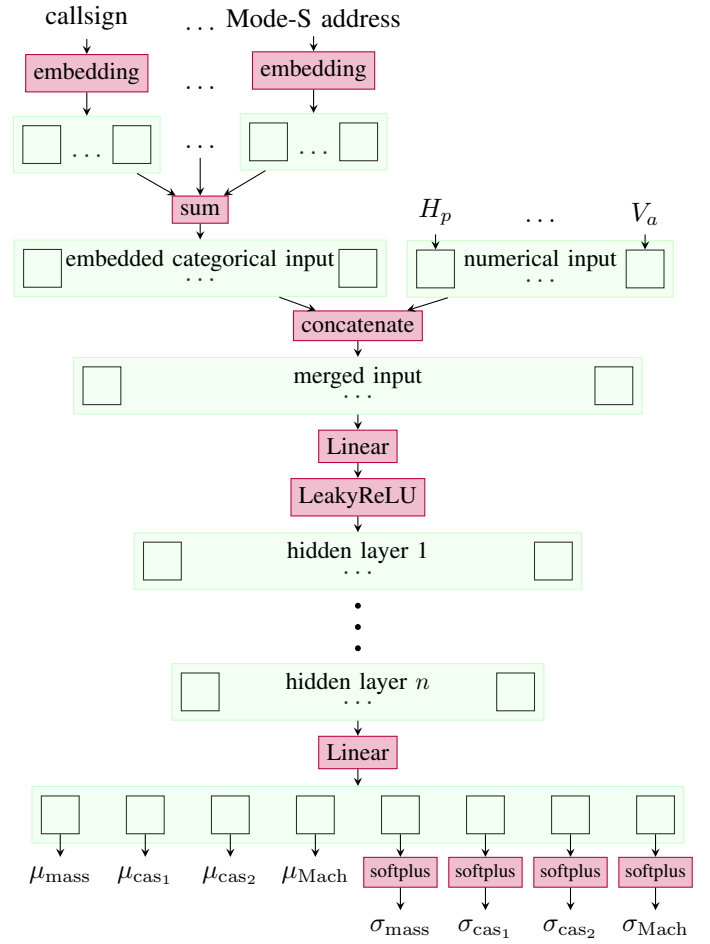 callsign ... Mode-S address
embedding ... embedding
... ... ...
sum
H_p ... V_a
embedded categorical input
...
numerical input
...
concatenate
merged input
...
Linear
LeakyReLU
hidden layer 1
...
hidden layer n
...
Linear
μ_mass μ_cas₁ μ_cas₂ μ_Mach softplus softplus softplus softplus
σ_mass σ_cas₁ σ_cas₂ σ_Mach